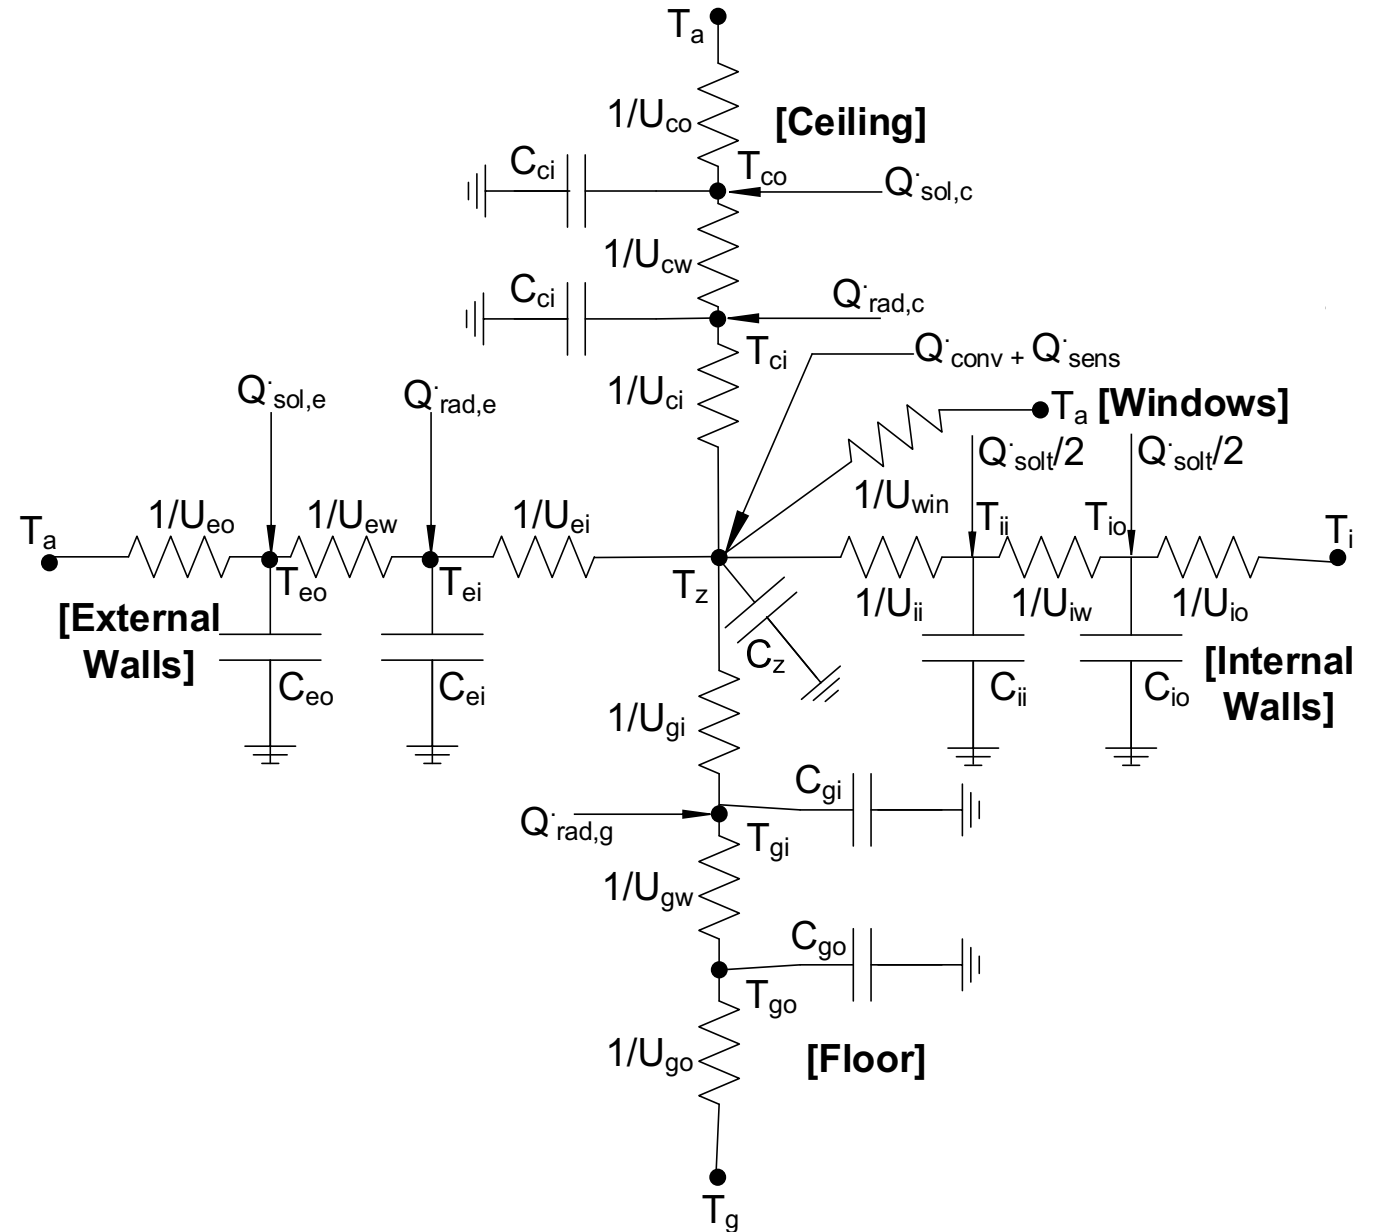 T_a
1/U_co
[Ceiling]
C_ci
T_co
Q̇_sol,c
1/U_cw
C_ci
Q̇_rad,c
T_ci
Q̇_conv + Q̇_sens
1/U_ci
Q̇_sol,e
Q̇_rad,e
T_a [Windows]
Q̇_solt/2
Q̇_solt/2
1/U_win
T_a
1/U_eo
1/U_ew
1/U_ei
T_ii
T_io
T_i
T_eo
T_ei
T_z
1/U_ii
1/U_iw
1/U_io
[External
Walls]
C_eo
C_ei
C_z
C_ii
C_io
[Internal
Walls]
1/U_gi
C_gi
Q̇_rad,g
T_gi
1/U_gw
C_go
T_go
1/U_go
[Floor]
T_g